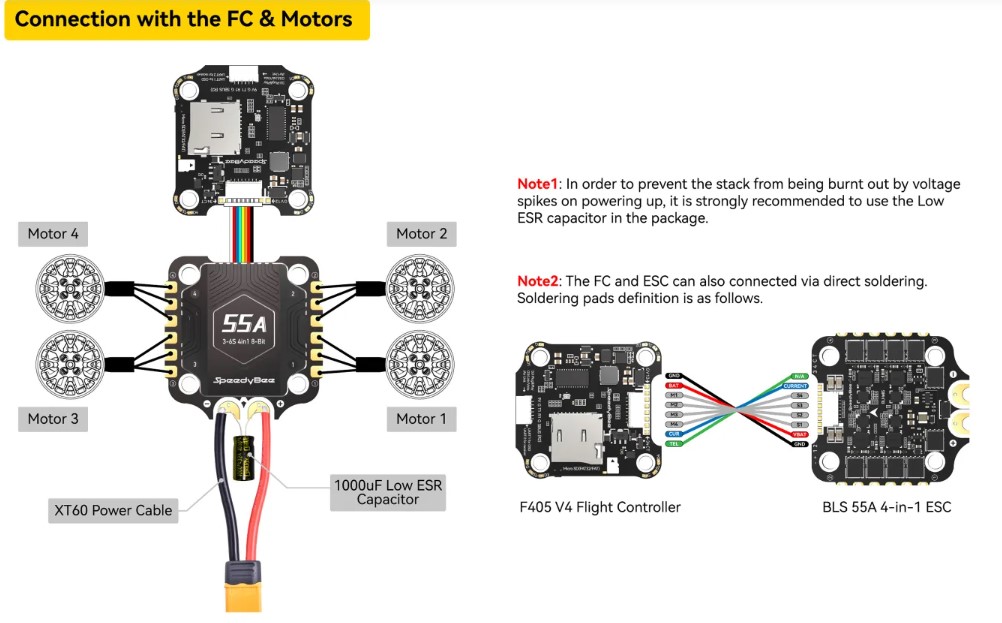 Connection with the FC & Motors
Motor 4
Motor 2
55A
3-6S 4in1 8-Bit
SpeedyBee
Motor 3
Motor 1
XT60 Power Cable
1000uF Low ESR
Capacitor
Note1: In order to prevent the stack from being burnt out by voltage
spikes on powering up, it is strongly recommended to use the Low
ESR capacitor in the package.
Note2: The FC and ESC can also connected via direct soldering.
Soldering pads definition is as follows.
GND
BAT
M1
M2
M3
M4
CUR
TEL
N/A
CURRENT
S4
S3
S2
S1
VBAT
GND
F405 V4 Flight Controller
BLS 55A 4-in-1 ESC